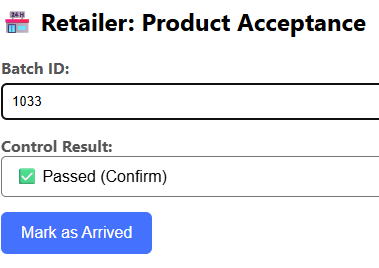 Retailer: Product Acceptance
Batch ID:
1033
Control Result:
✅ Passed (Confirm)
Mark as Arrived